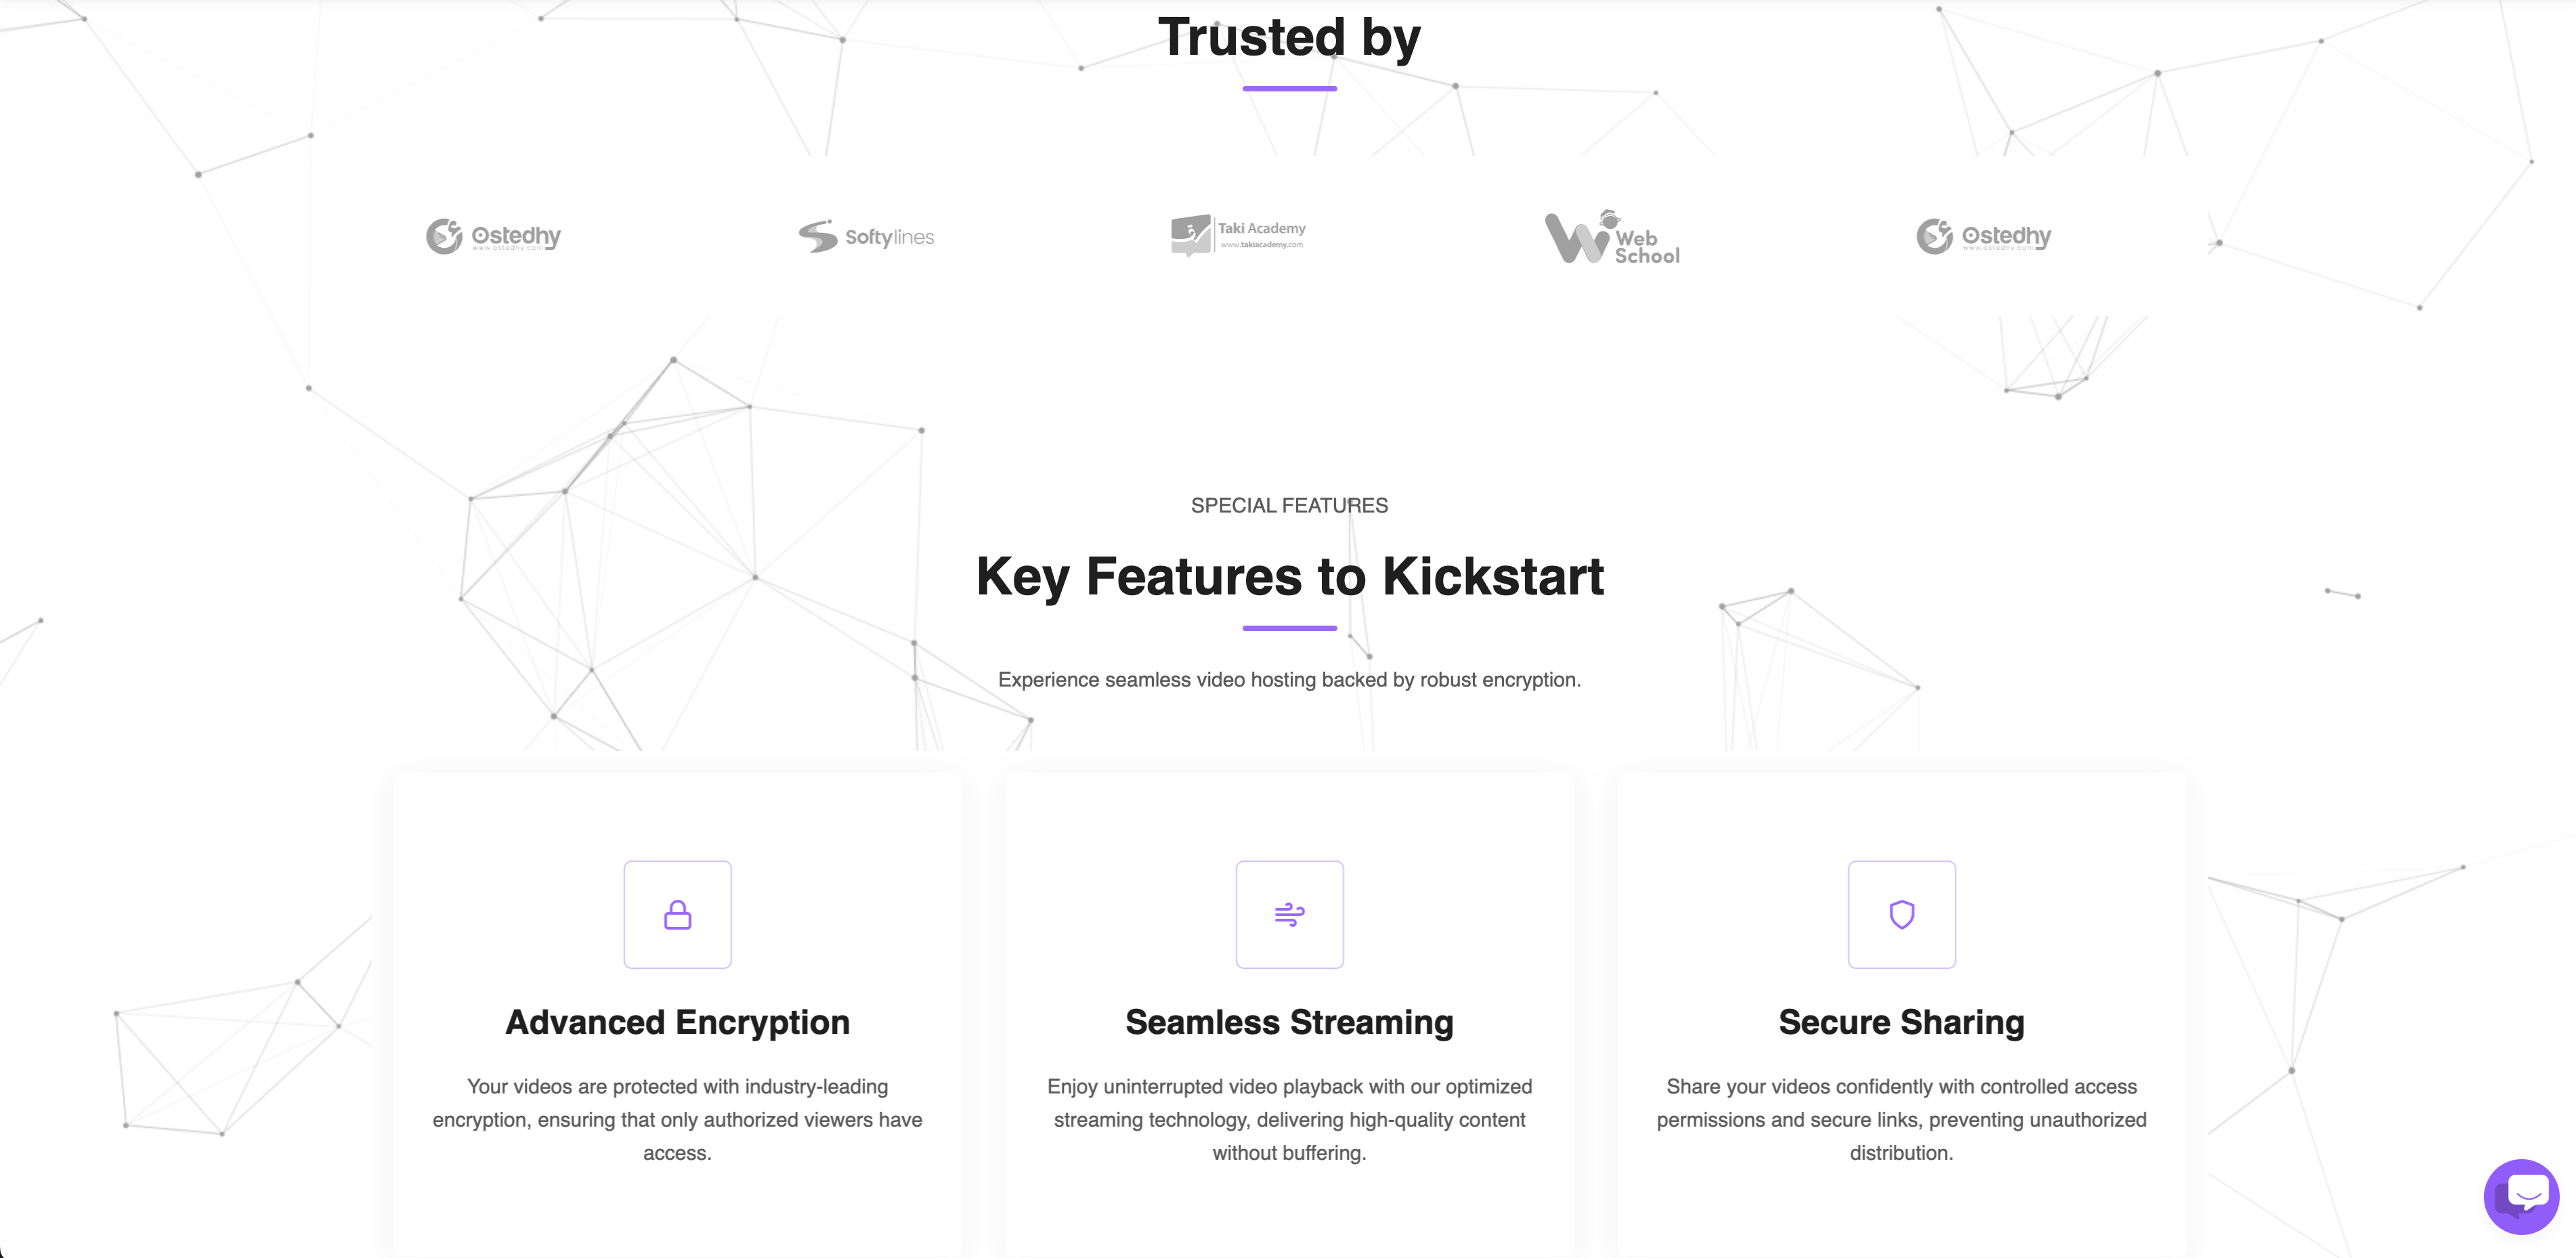 Trusted by
Ostedhy
www.ostedhy.com
Softylines
Taki Academy
www.takiacademy.com
Web
School
Ostedhy
www.ostedhy.com
SPECIAL FEATURES
Key Features to Kickstart
Experience seamless video hosting backed by robust encryption.
Advanced Encryption
Your videos are protected with industry-leading
encryption, ensuring that only authorized viewers have
access.
Seamless Streaming
Enjoy uninterrupted video playback with our optimized
streaming technology, delivering high-quality content
without buffering.
Secure Sharing
Share your videos confidently with controlled access
permissions and secure links, preventing unauthorized
distribution.